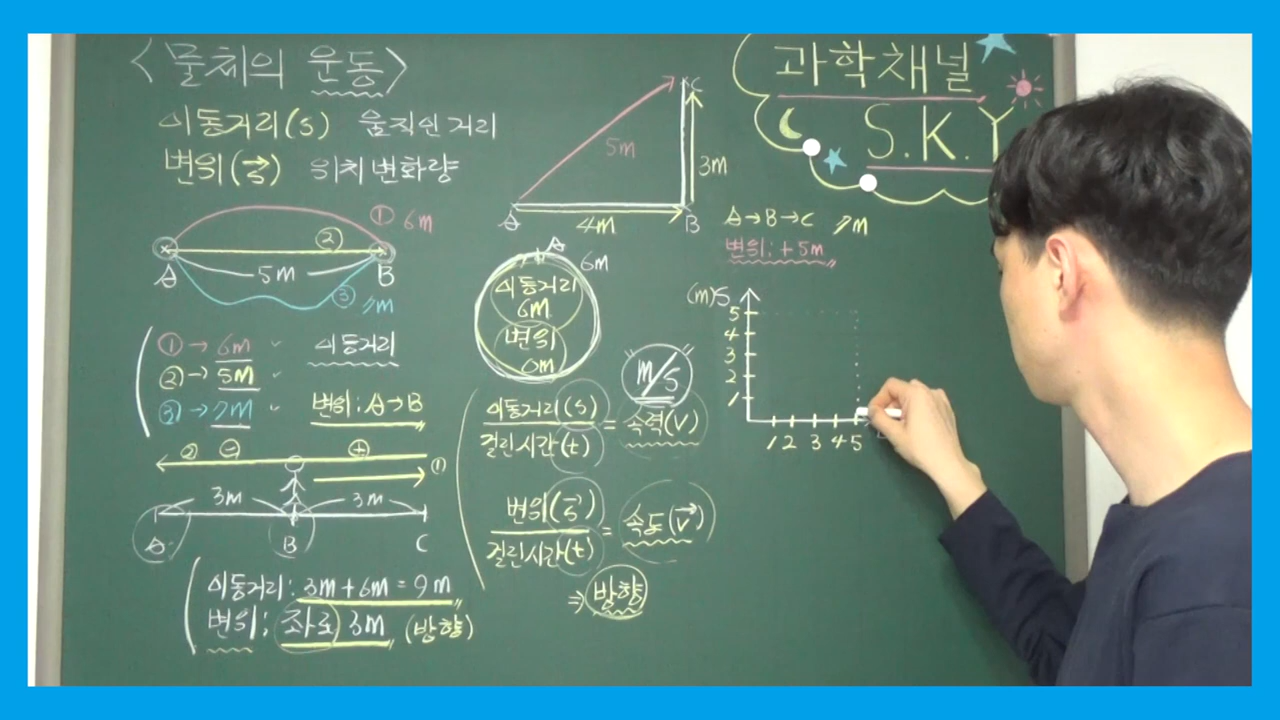 <물체의 운동>
이동거리(s) 움직인 거리
변위(s) 위치변화량
① 6m
②
A 5m B
③ 7m
① → 6m 이동거리
② → 5M
③ → 7M 변위: A→B
② ⊖ ⊕ ①
3m 3m
A B C
이동거리: 3m+6m = 9m
변위: 좌로 3m (방향)
C
5m
3m
A 4m B
A→B→C 7m
변위: +5m
A
6m
이동거리
6m
변위
0m
m/s
이동거리(s)
걸린시간(t)
= 속력(v)
변위(s)
걸린시간(t)
= 속도(v)
⇒ 방향
과학채널
S.K.Y
(m)S
5
4
3
2
1
1 2 3 4 5